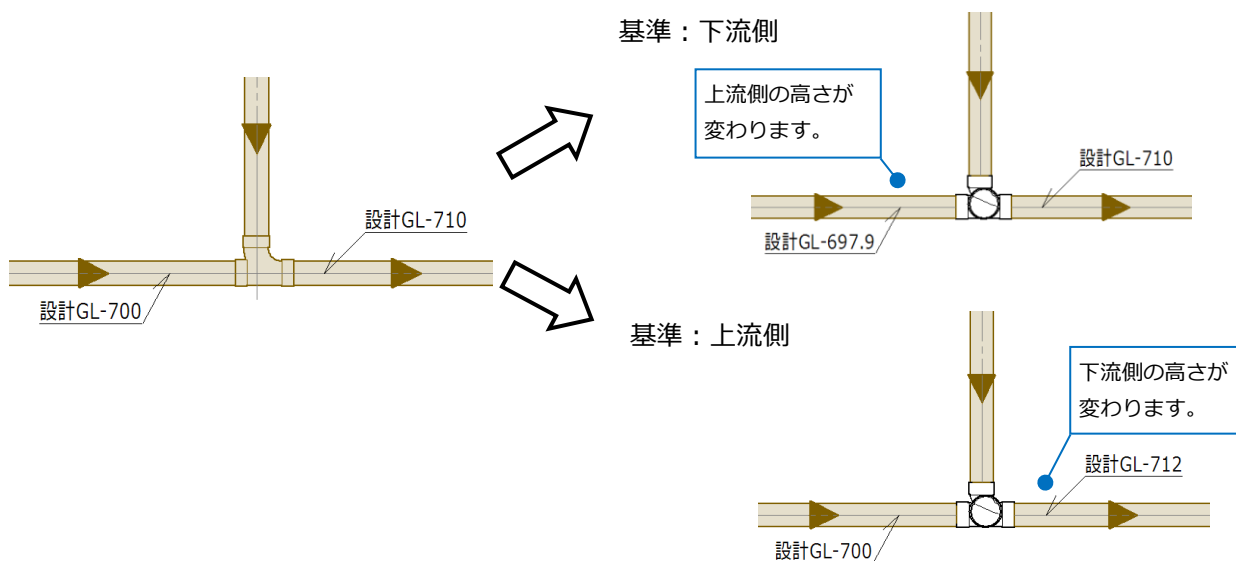 設計GL-710
設計GL-700
基準：下流側
上流側の高さが
変わります。
設計GL-710
設計GL-697.9
基準：上流側
下流側の高さが
変わります。
設計GL-712
設計GL-700